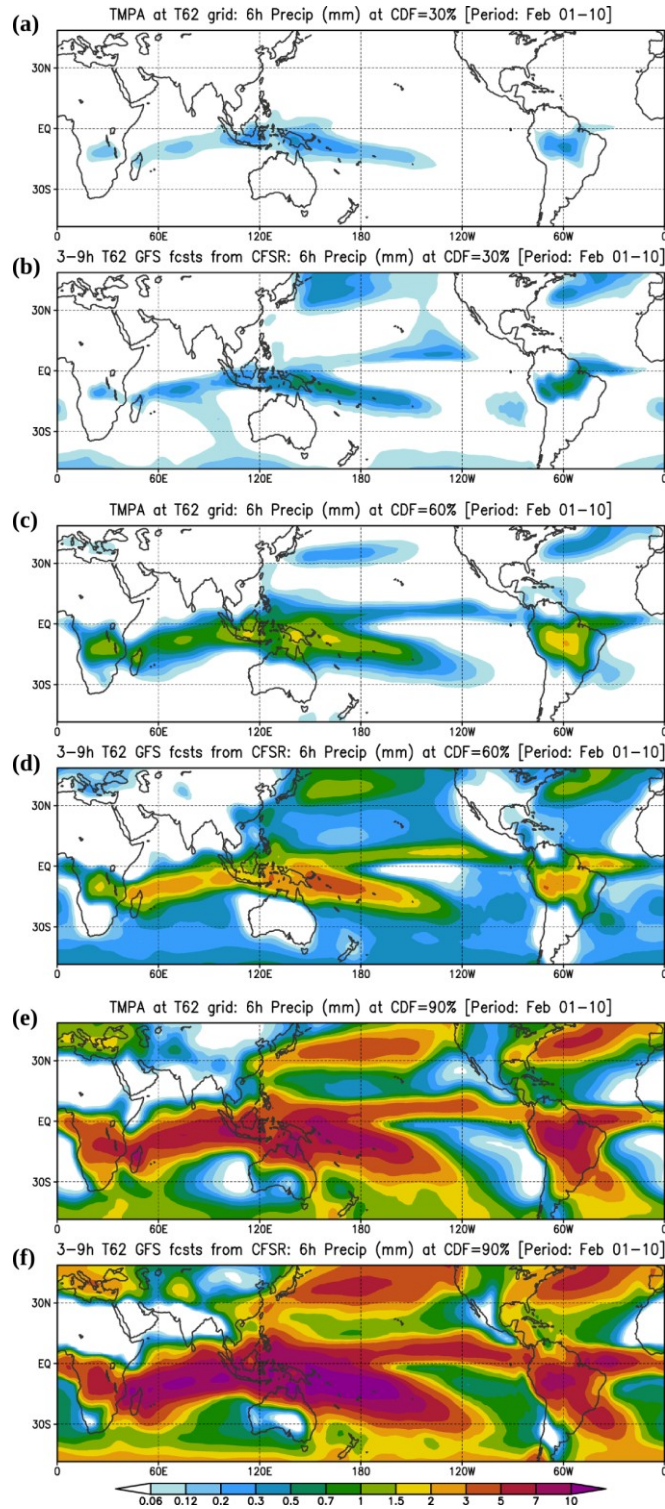 (a)
TMPA at T62 grid: 6h Precip (mm) at CDF=30% [Period: Feb 01-10]
30N
EQ
30S
0 60E 120E 180 120W 60W 0
(b)
3-9h T62 GFS fcsts from CFSR: 6h Precip (mm) at CDF=30% [Period: Feb 01-10]
30N
EQ
30S
0 60E 120E 180 120W 60W 0
(c)
TMPA at T62 grid: 6h Precip (mm) at CDF=60% [Period: Feb 01-10]
30N
EQ
30S
0 60E 120E 180 120W 60W 0
(d)
3-9h T62 GFS fcsts from CFSR: 6h Precip (mm) at CDF=60% [Period: Feb 01-10]
30N
EQ
30S
0 60E 120E 180 120W 60W 0
(e)
TMPA at T62 grid: 6h Precip (mm) at CDF=90% [Period: Feb 01-10]
30N
EQ
30S
0 60E 120E 180 120W 60W 0
(f)
3-9h T62 GFS fcsts from CFSR: 6h Precip (mm) at CDF=90% [Period: Feb 01-10]
30N
EQ
30S
0 60E 120E 180 120W 60W 0
0.06 0.12 0.2 0.3 0.5 0.7 1 1.5 2 3 5 7 9